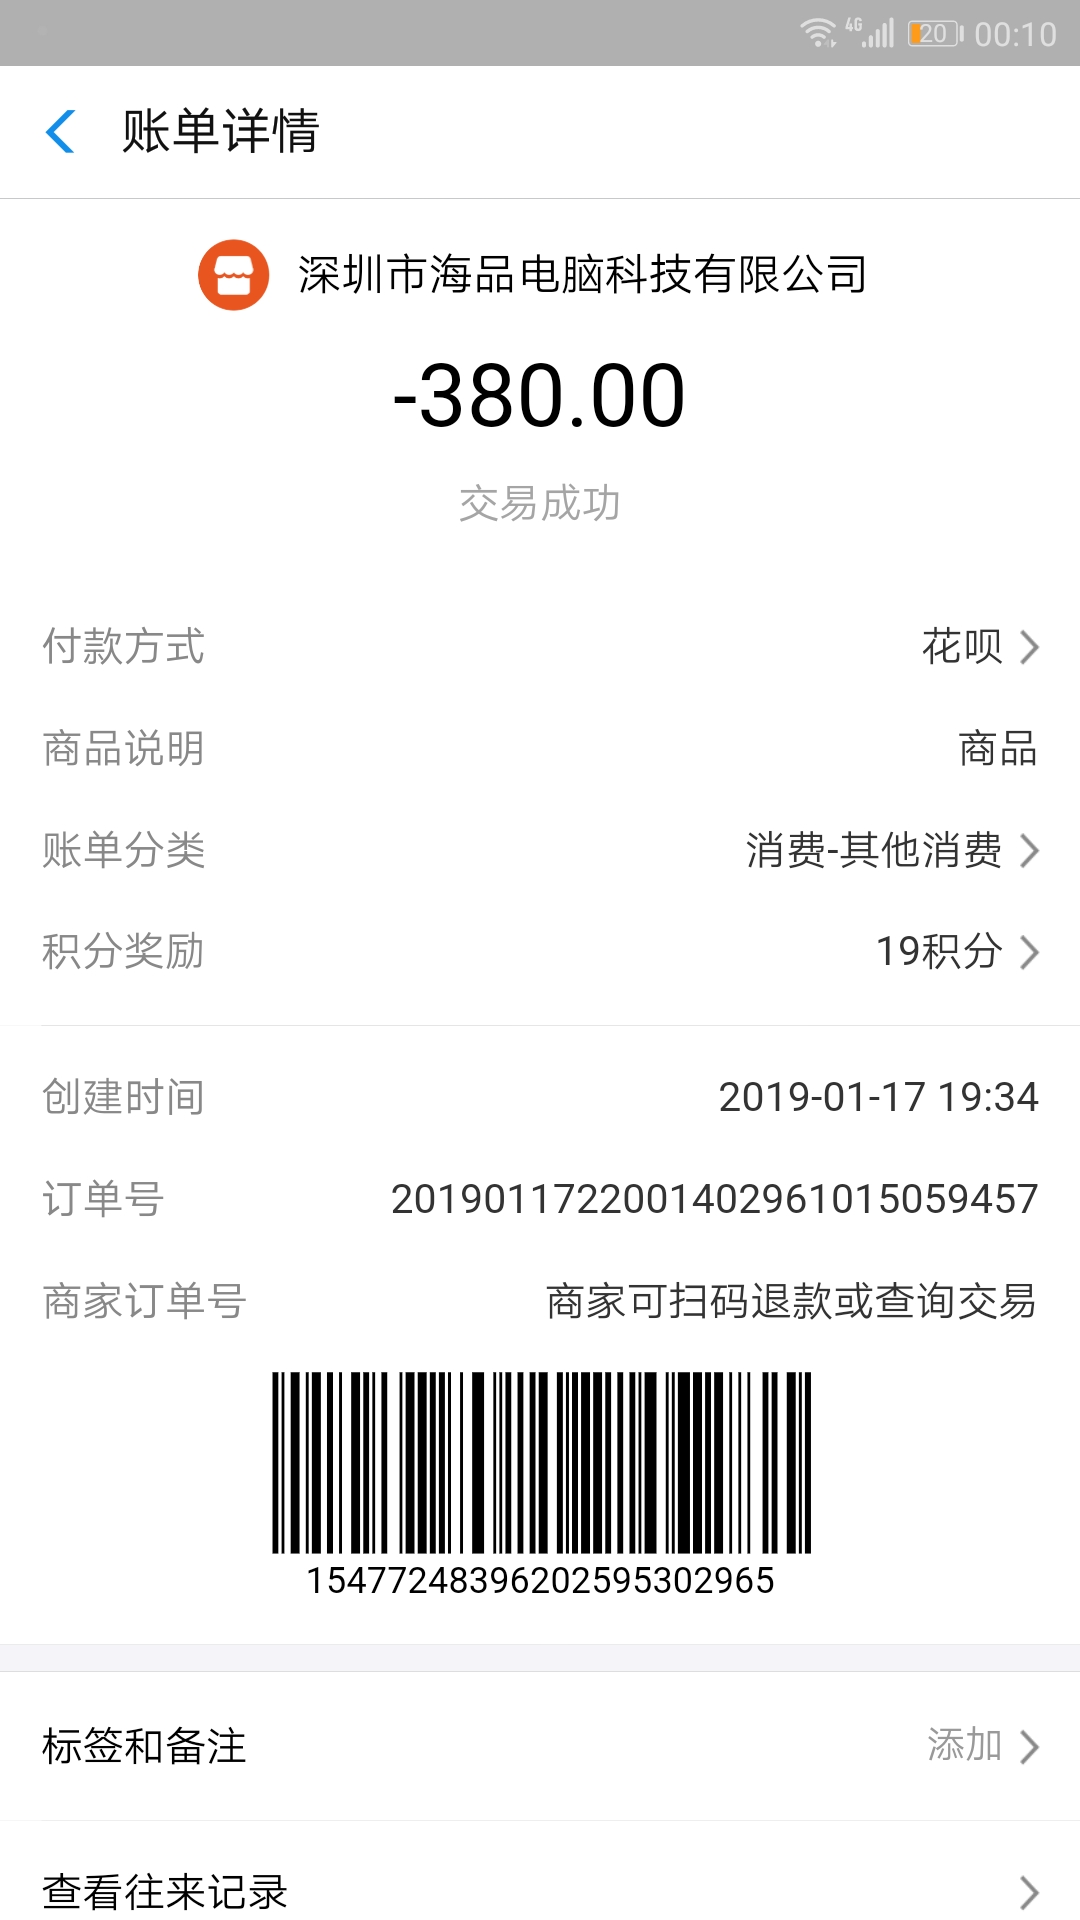 4G 20 00:10
账单详情
深圳市海品电脑科技有限公司
-380.00
交易成功
付款方式 花呗
商品说明 商品
账单分类 消费-其他消费
积分奖励 19积分
创建时间 2019-01-17 19:34
订单号 2019011722001402961015059457
商家订单号 商家可扫码退款或查询交易
15477248396202595302965
标签和备注 添加
查看往来记录